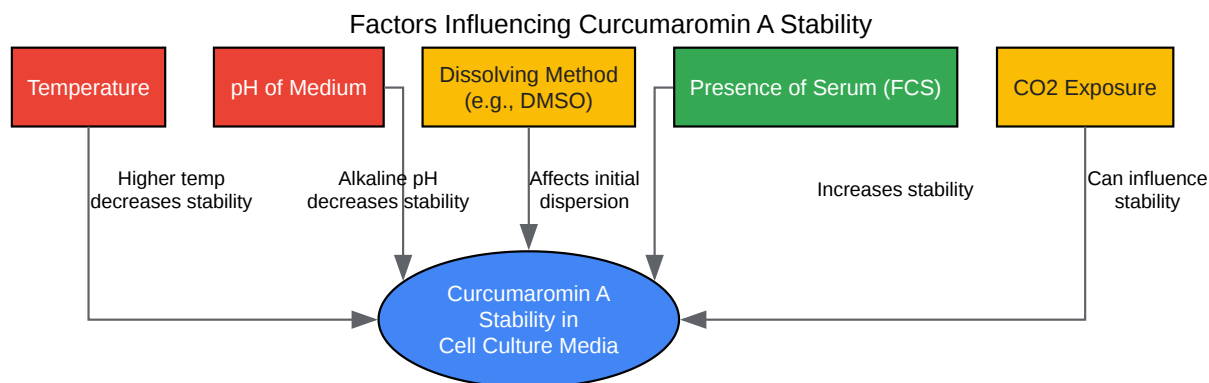 Factors Influencing Curcumaromin A Stability
Temperature
pH of Medium
Dissolving Method
(e.g., DMSO)
Presence of Serum (FCS)
CO2 Exposure
Higher temp
decreases stability
Alkaline pH
decreases stability
Affects initial
dispersion
Increases stability
Can influence
stability
Curcumaromin A
Stability in
Cell Culture Media